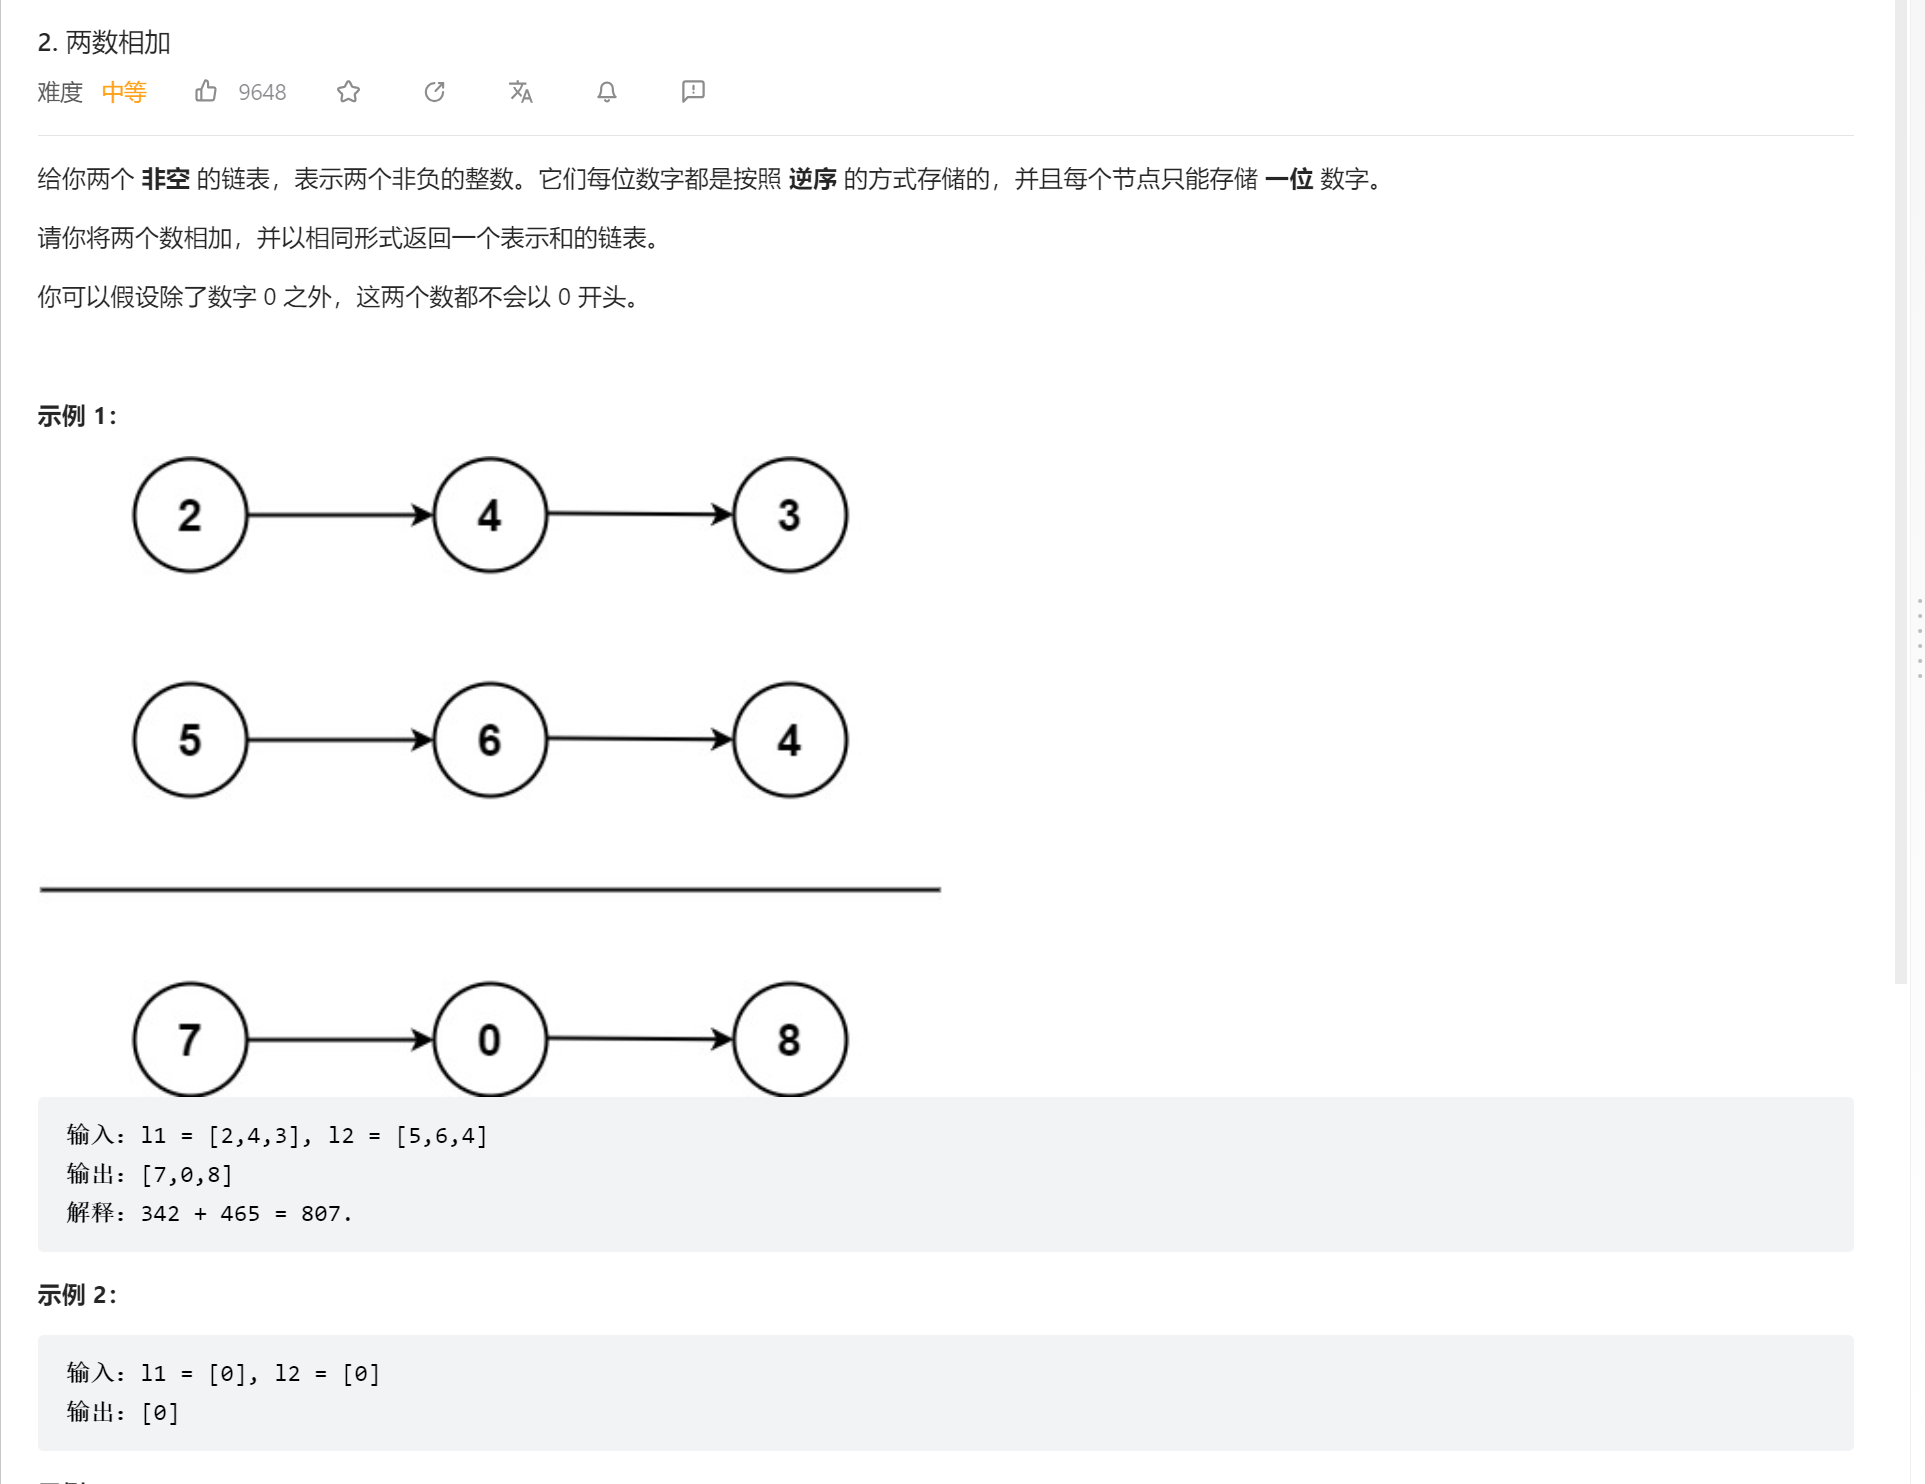 2. 两数相加
难度 中等 9648
给你两个 非空 的链表，表示两个非负的整数。它们每位数字都是按照 逆序 的方式存储的，并且每个节点只能存储 一位 数字。
请你将两个数相加，并以相同形式返回一个表示和的链表。
你可以假设除了数字 0 之外，这两个数都不会以 0 开头。
示例 1：
2 4 3
5 6 4
7 0 8
输入：l1 = [2,4,3], l2 = [5,6,4]
输出：[7,0,8]
解释：342 + 465 = 807.
示例 2：
输入：l1 = [0], l2 = [0]
输出：[0]